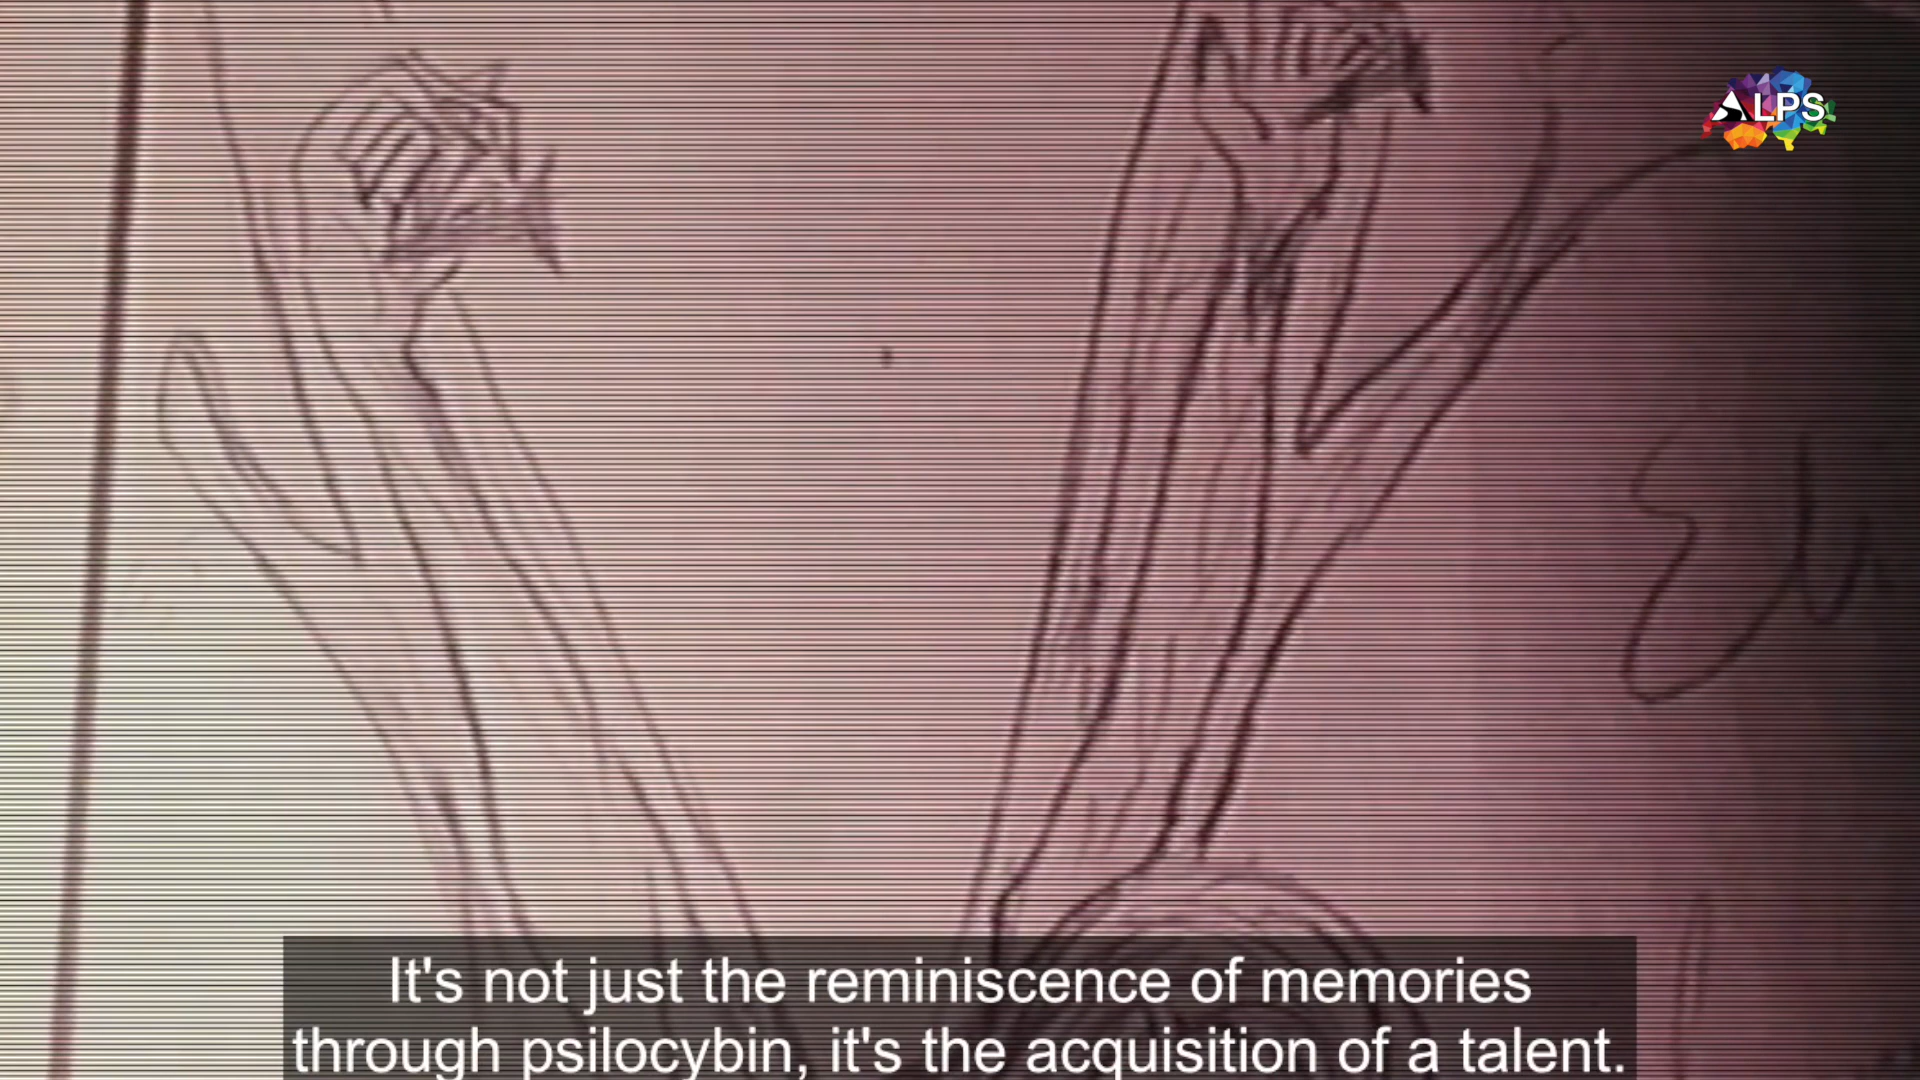 ALPS
It's not just the reminiscence of memories
through psilocybin, it's the acquisition of a talent.